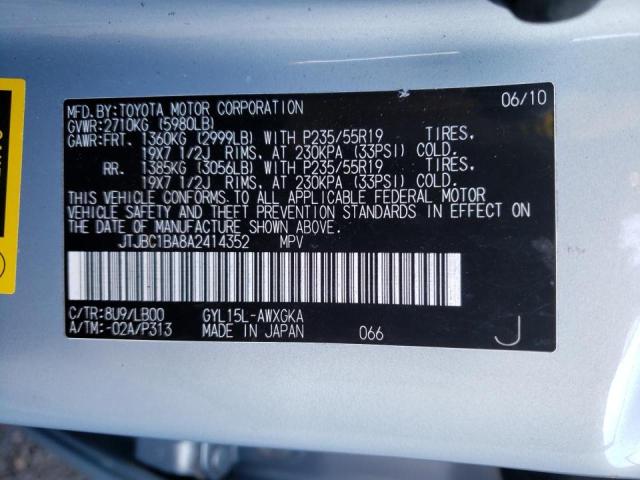 MFD.BY:TOYOTA MOTOR CORPORATION 06/10
GVWR:2710KG (5980LB)
GAWR:FRT. 1360KG (2999LB) WITH P235/55R19 TIRES,
19X7 1/2J RIMS, AT 230KPA (33PSI) COLD.
RR. 1385KG (3056LB) WITH P235/55R19 TIRES,
19X7 1/2J RIMS, AT 230KPA (33PSI) COLD.
THIS VEHICLE CONFORMS TO ALL APPLICABLE FEDERAL MOTOR
VEHICLE SAFETY AND THEFT PREVENTION STANDARDS IN EFFECT ON
THE DATE OF MANUFACTURE SHOWN ABOVE.
JTJBC1BA8A2414352 MPV
C/TR:8U9/LB00 GYL15L-AWXGKA
A/TM:-02A/P313 MADE IN JAPAN 066 J